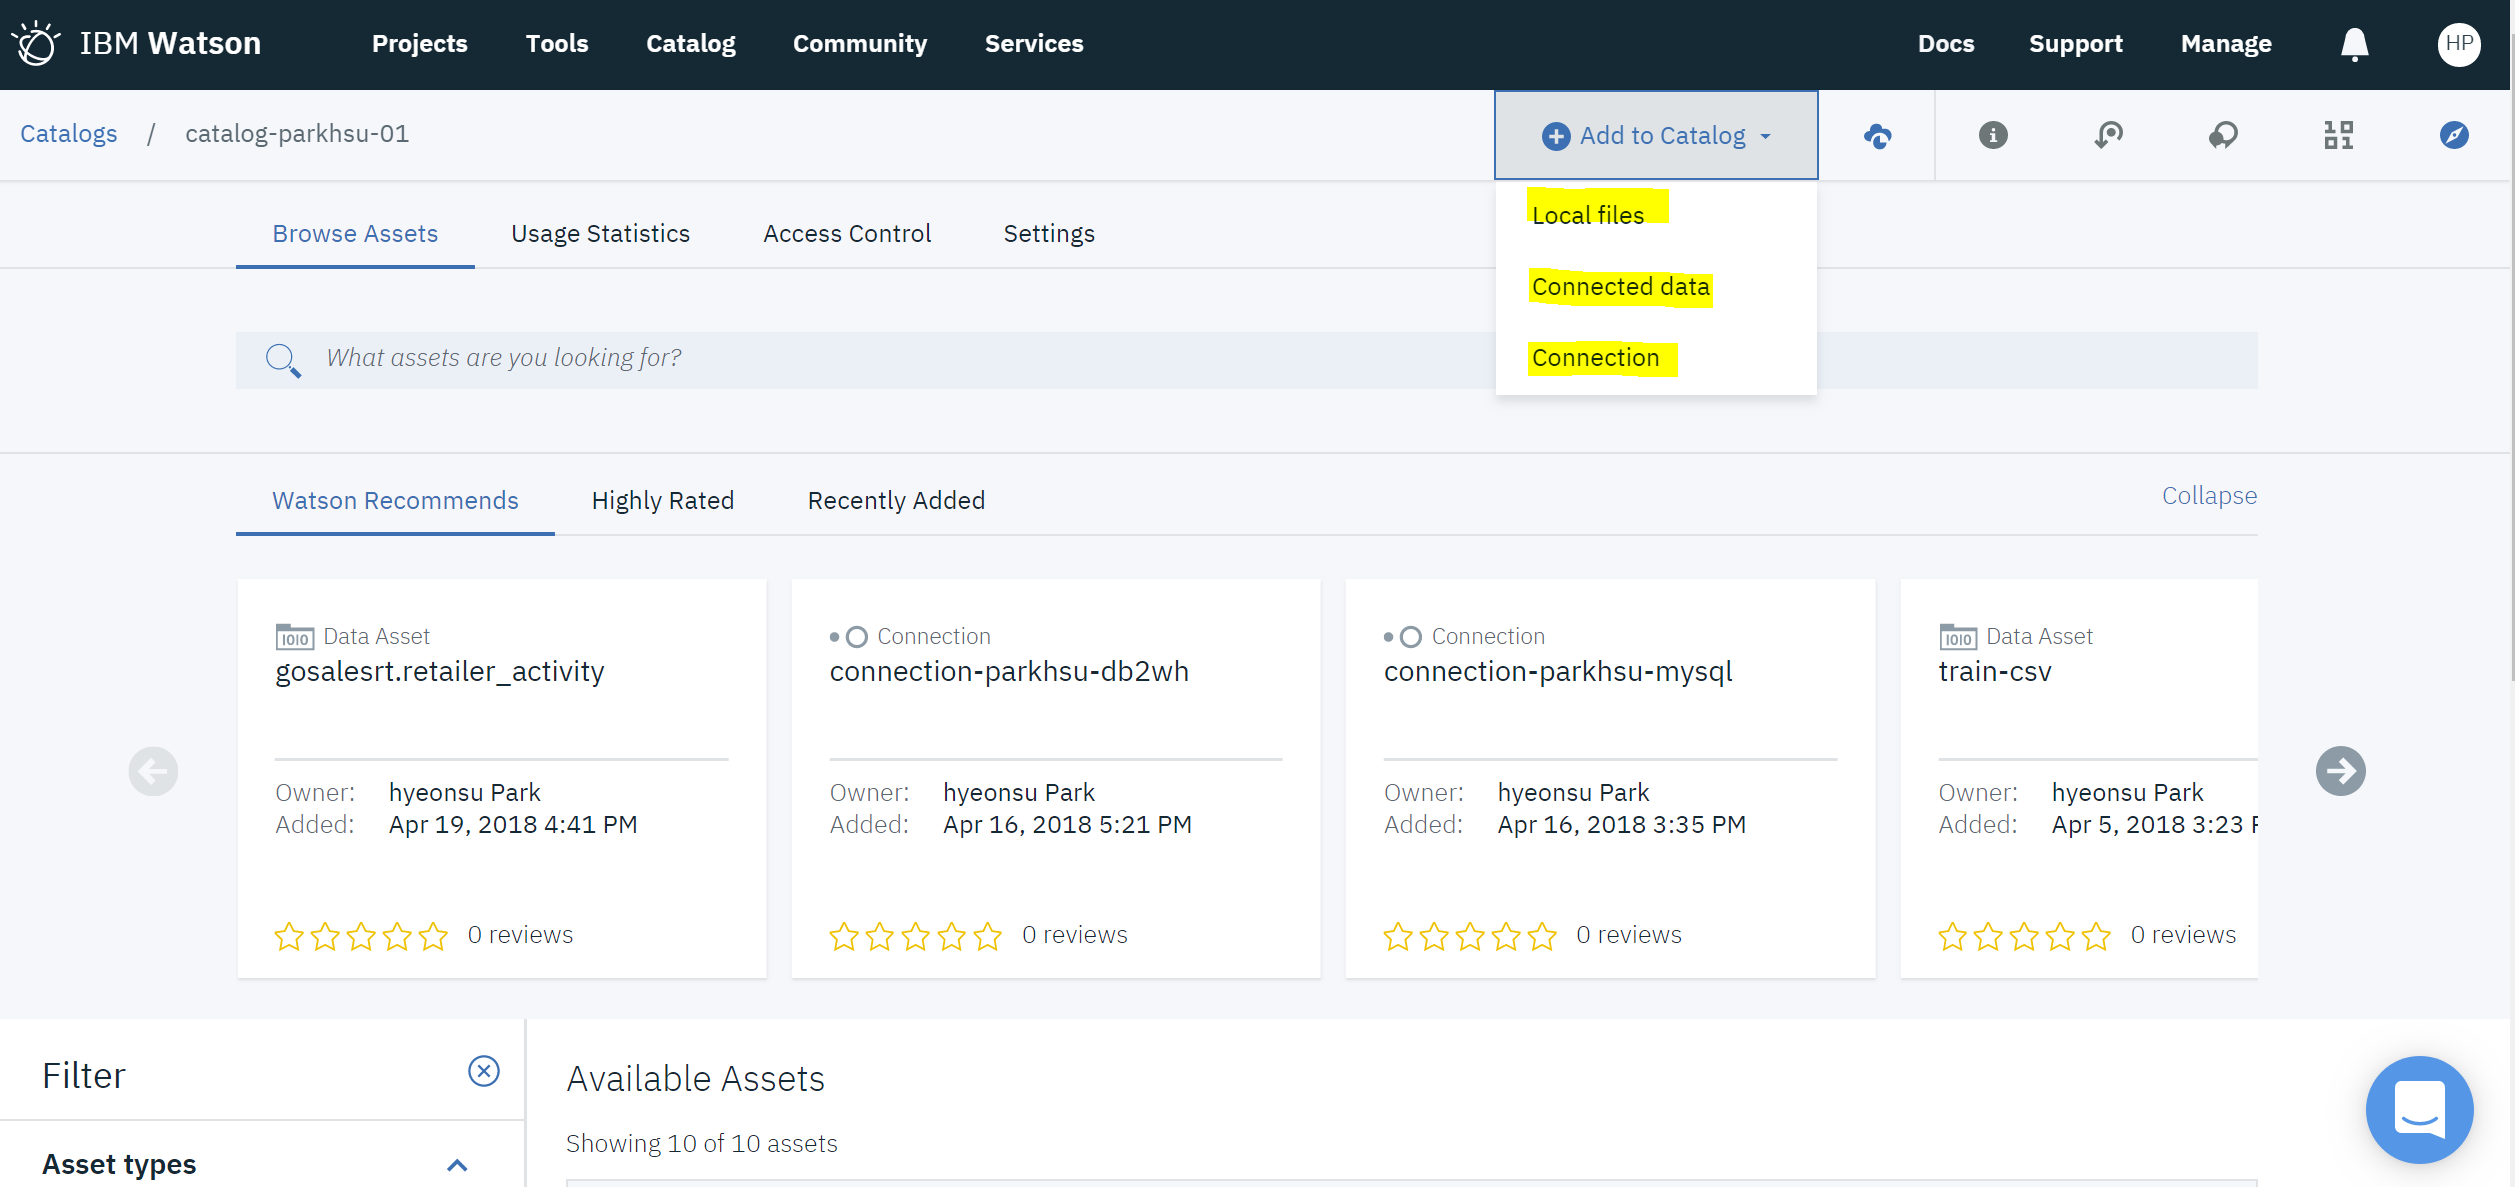 IBM Watson Projects Tools Catalog Community Services Docs Support Manage HP
Catalogs / catalog-parkhsu-01 Add to Catalog
Local files
Browse Assets Usage Statistics Access Control Settings
Connected data
What assets are you looking for?
Connection
Watson Recommends Highly Rated Recently Added Collapse
Data Asset Connection Connection Data Asset
gosalesrt.retailer_activity connection-parkhsu-db2wh connection-parkhsu-mysql train-csv
Owner: hyeonsu Park Owner: hyeonsu Park Owner: hyeonsu Park Owner: hyeonsu Park
Added: Apr 19, 2018 4:41 PM Added: Apr 16, 2018 5:21 PM Added: Apr 16, 2018 3:35 PM Added: Apr 5, 2018 3:23
0 reviews 0 reviews 0 reviews 0 reviews
Filter Available Assets
Showing 10 of 10 assets
Asset types